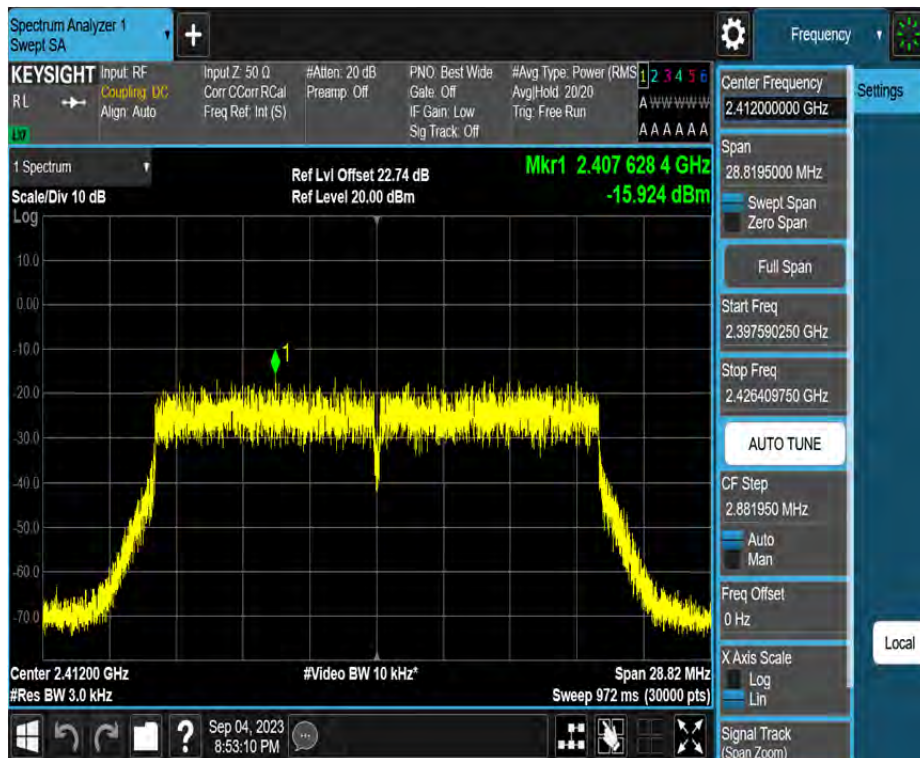 Spectrum Analyzer 1
Swept SA
+
Frequency
KEYSIGHT
RL
LXI
Input: RF
Coupling: DC
Align: Auto
Input Z: 50 Ω
Corr CCorr RCal
Freq Ref: Int (S)
#Atten: 20 dB
Preamp: Off
PNO: Best Wide
Gate: Off
IF Gain: Low
Sig Track: Off
#Avg Type: Power (RMS
Avg|Hold: 20/20
Trig: Free Run
1 2 3 4 5 6
A W W W W W
A A A A A A
1 Spectrum
Scale/Div 10 dB
Log
Ref Lvl Offset 22.74 dB
Ref Level 20.00 dBm
Mkr1 2.407 628 4 GHz
-15.924 dBm
10.0
0.00
-10.0
-20.0
-30.0
-40.0
-50.0
-60.0
-70.0
1
Center 2.41200 GHz
#Res BW 3.0 kHz
#Video BW 10 kHz*
Span 28.82 MHz
Sweep 972 ms (30000 pts)
?
Sep 04, 2023
8:53:10 PM
Center Frequency
2.412000000 GHz
Span
28.8195000 MHz
Swept Span
Zero Span
Full Span
Start Freq
2.397590250 GHz
Stop Freq
2.426409750 GHz
AUTO TUNE
CF Step
2.881950 MHz
Auto
Man
Freq Offset
0 Hz
X Axis Scale
Log
Lin
Signal Track
(Span Zoom)
Settings
Local